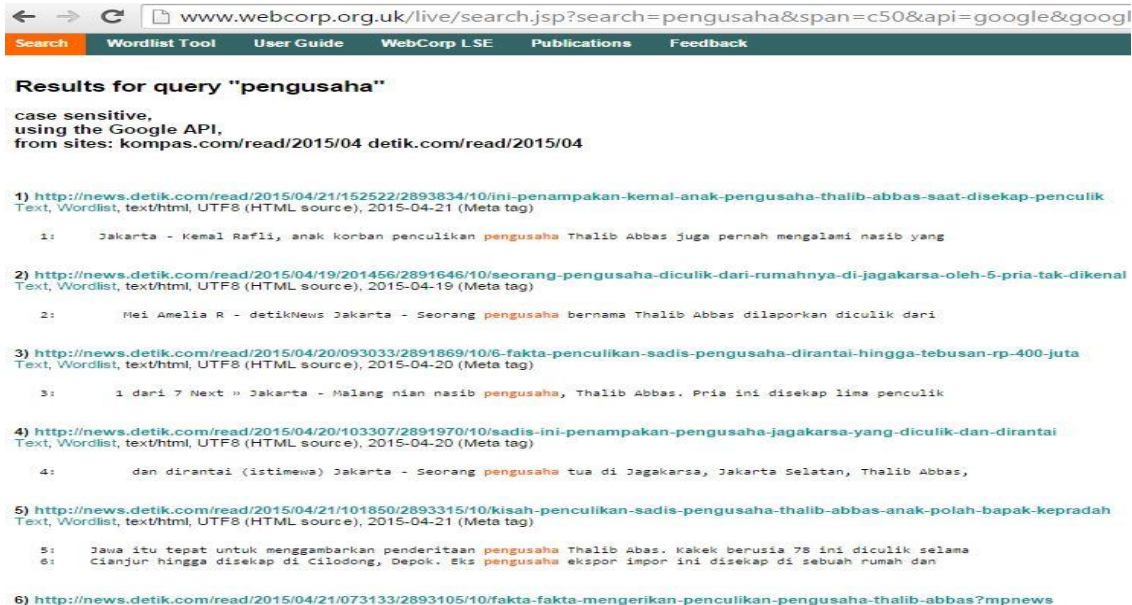 www.webcorp.org.uk/live/search.jsp?search=pengusaha&span=c50&api=google&googl
Search Wordlist Tool User Guide WebCorp LSE Publications Feedback
Results for query "pengusaha"
case sensitive,
using the Google API,
from sites: kompas.com/read/2015/04 detik.com/read/2015/04
1) http://news.detik.com/read/2015/04/21/152522/2893834/10/ini-penampakan-kemal-anak-pengusaha-thalib-abbas-saat-disekap-penculik
Text, Wordlist, text/html, UTF8 (HTML source), 2015-04-21 (Meta tag)
1: Jakarta - Kemal Rafli, anak korban penculikan pengusaha Thalib Abbas juga pernah mengalami nasib yang
2) http://news.detik.com/read/2015/04/19/201456/2891646/10/seorang-pengusaha-diculik-dari-rumahnya-di-jagakarsa-oleh-5-pria-tak-dikenal
Text, Wordlist, text/html, UTF8 (HTML source), 2015-04-19 (Meta tag)
2: Mei Amelia R - detikNews Jakarta - Seorang pengusaha bernama Thalib Abbas dilaporkan diculik dari
3) http://news.detik.com/read/2015/04/20/093033/2891869/10/6-fakta-penculikan-sadis-pengusaha-dirantai-hingga-tebusan-rp-400-juta
Text, Wordlist, text/html, UTF8 (HTML source), 2015-04-20 (Meta tag)
3: 1 dari 7 Next » Jakarta - Malang nian nasib pengusaha, Thalib Abbas. Pria ini disekap lima penculik
4) http://news.detik.com/read/2015/04/20/103307/2891970/10/sadis-ini-penampakan-pengusaha-jagakarsa-yang-diculik-dan-dirantai
Text, Wordlist, text/html, UTF8 (HTML source), 2015-04-20 (Meta tag)
4: dan dirantai (istimewa) Jakarta - Seorang pengusaha tua di Jagakarsa, Jakarta Selatan, Thalib Abbas,
5) http://news.detik.com/read/2015/04/21/101850/2893315/10/kisah-penculikan-sadis-pengusaha-thalib-abbas-anak-polah-bapak-kepradah
Text, Wordlist, text/html, UTF8 (HTML source), 2015-04-21 (Meta tag)
5: Jawa itu tepat untuk menggambarkan penderitaan pengusaha Thalib Abas. Kakek berusia 78 ini diculik selama
6: Cianjur hingga disekap di Cilodong, Depok. Eks pengusaha ekspor impor ini disekap di sebuah rumah dan
6) http://news.detik.com/read/2015/04/21/073133/2893105/10/fakta-fakta-mengerikan-penculikan-pengusaha-thalib-abbas?mpnews